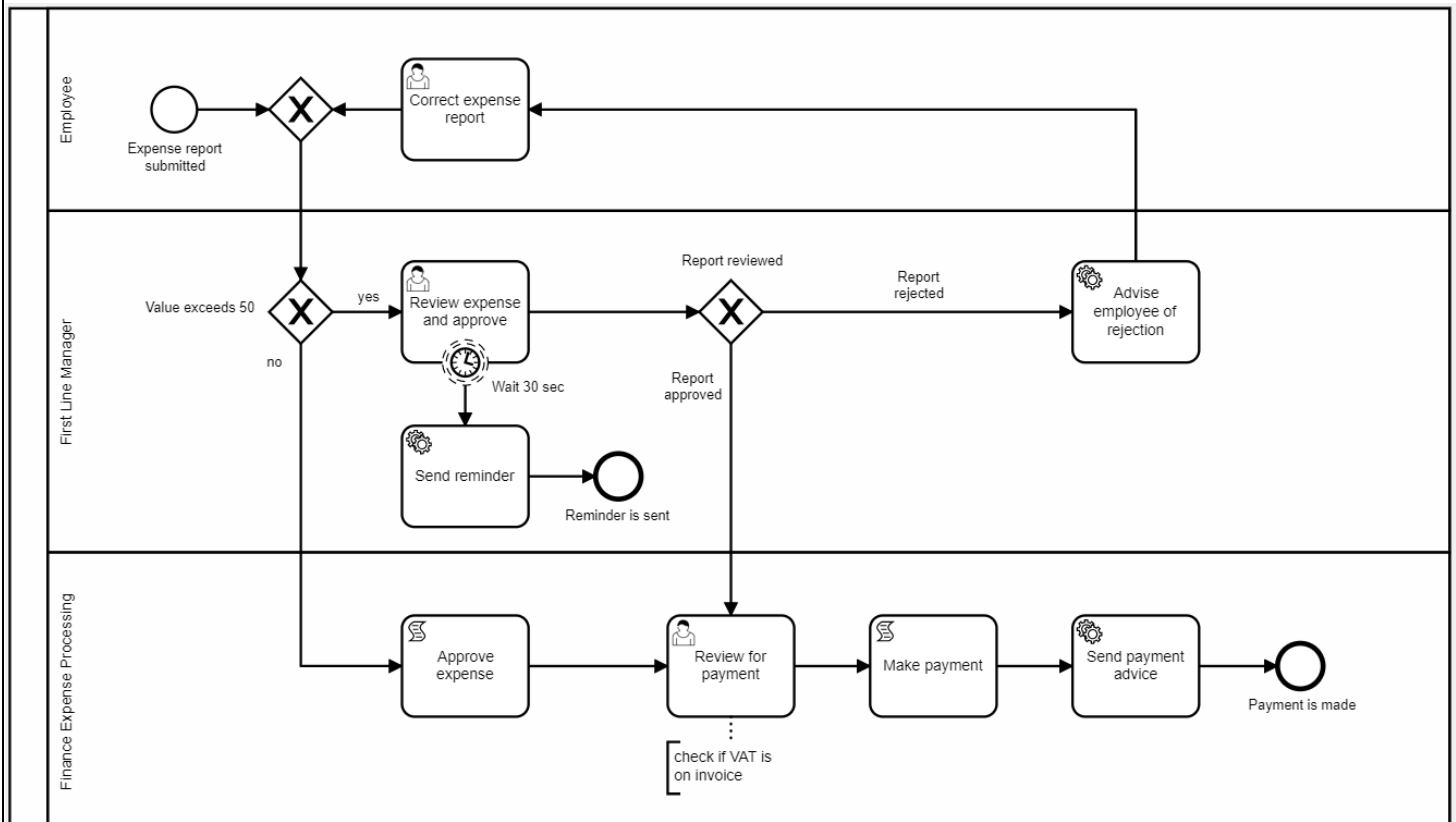 Employee
Expense report
submitted
Correct expense
report
First Line Manager
Value exceeds 50
yes
no
Review expense
and approve
Wait 30 sec
Send reminder
Reminder is sent
Report reviewed
Report
rejected
Report
approved
Advise
employee of
rejection
Finance Expense Processing
Approve
expense
Review for
payment
check if VAT is
on invoice
Make payment
Send payment
advice
Payment is made